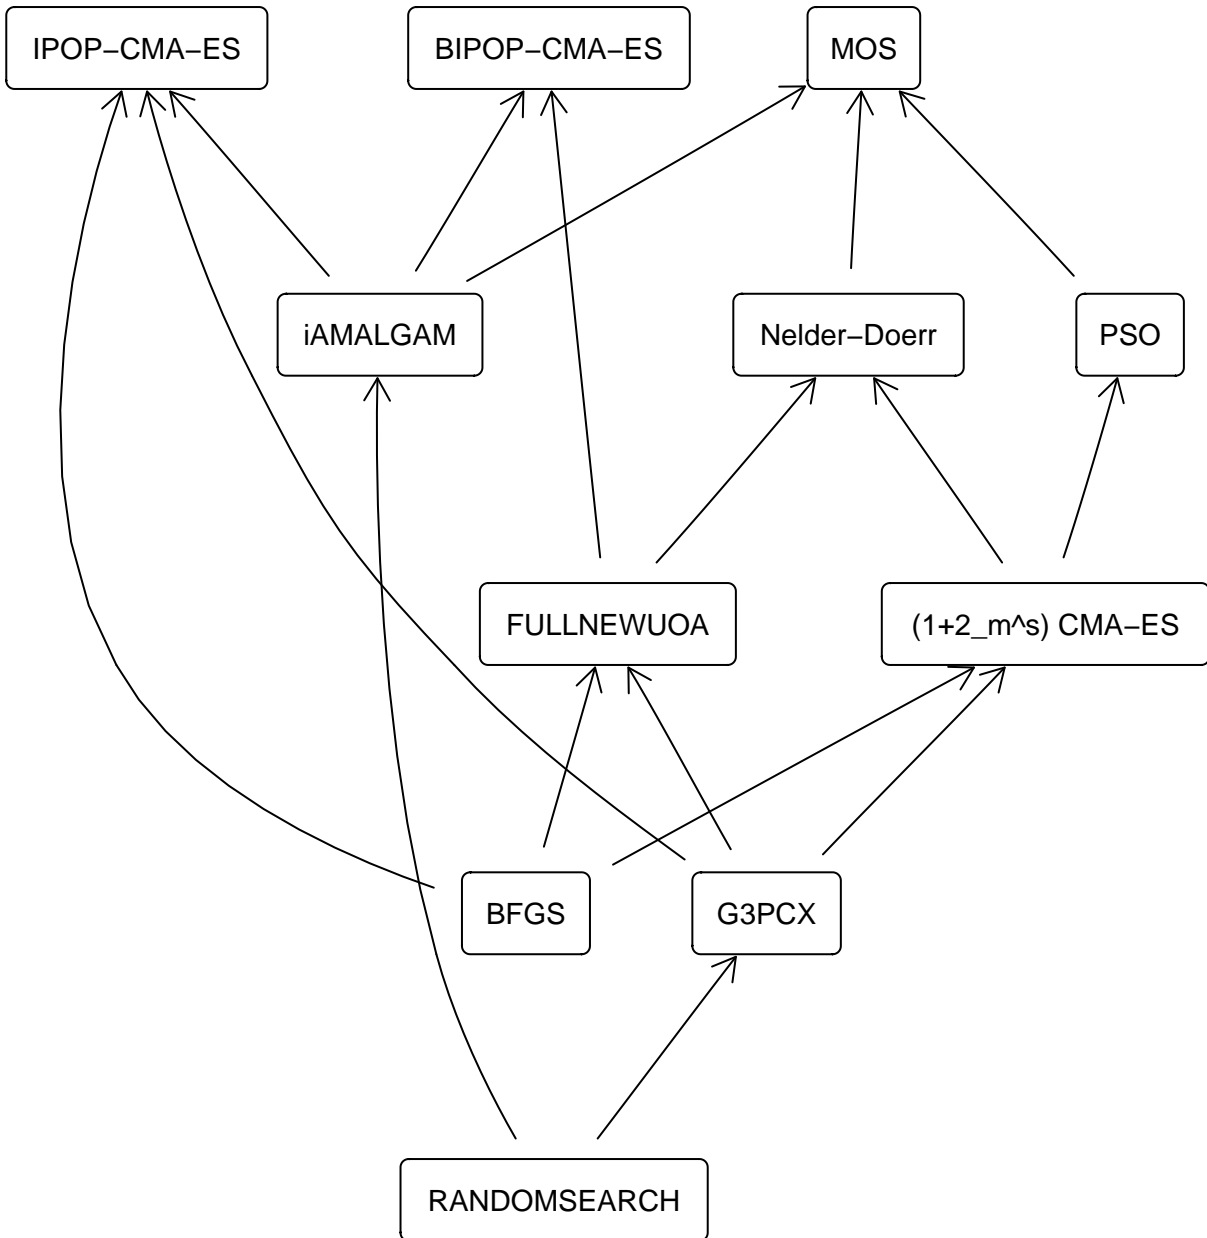 IPOP−CMA−ES
BIPOP−CMA−ES
MOS
iAMALGAM
Nelder−Doerr
PSO
FULLNEWUOA
(1+2_m^s) CMA−ES
BFGS
G3PCX
RANDOMSEARCH